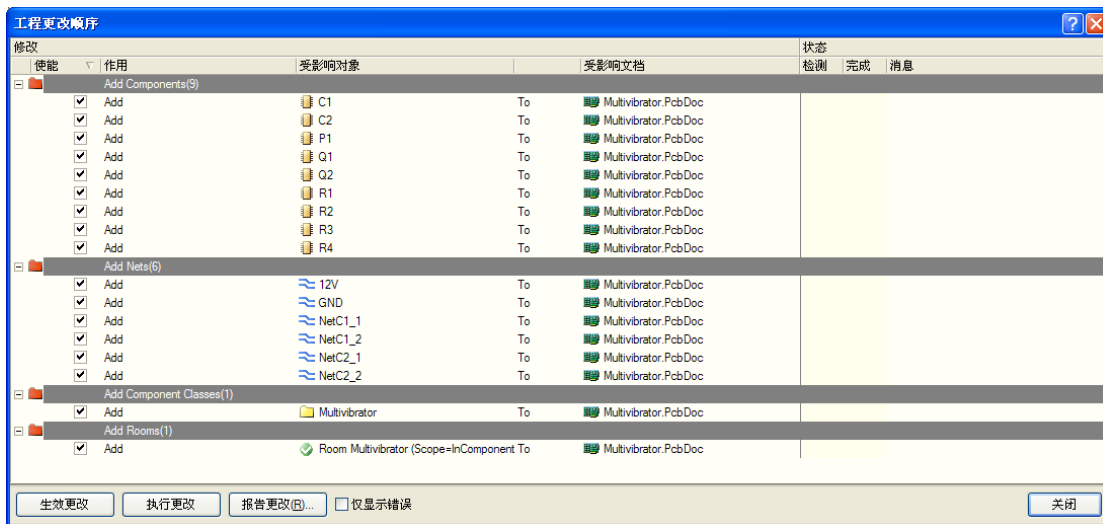 工程更改顺序
修改 状态
使能 作用 受影响对象 受影响文档 检测 完成 消息
Add Components(9)
Add C1 To Multivibrator.PcbDoc
Add C2 To Multivibrator.PcbDoc
Add P1 To Multivibrator.PcbDoc
Add Q1 To Multivibrator.PcbDoc
Add Q2 To Multivibrator.PcbDoc
Add R1 To Multivibrator.PcbDoc
Add R2 To Multivibrator.PcbDoc
Add R3 To Multivibrator.PcbDoc
Add R4 To Multivibrator.PcbDoc
Add Nets(6)
Add 12V To Multivibrator.PcbDoc
Add GND To Multivibrator.PcbDoc
Add NetC1_1 To Multivibrator.PcbDoc
Add NetC1_2 To Multivibrator.PcbDoc
Add NetC2_1 To Multivibrator.PcbDoc
Add NetC2_2 To Multivibrator.PcbDoc
Add Component Classes(1)
Add Multivibrator To Multivibrator.PcbDoc
Add Rooms(1)
Add Room Multivibrator (Scope=InComponent To Multivibrator.PcbDoc
生效更改 执行更改 报告更改(R)... 仅显示错误 关闭